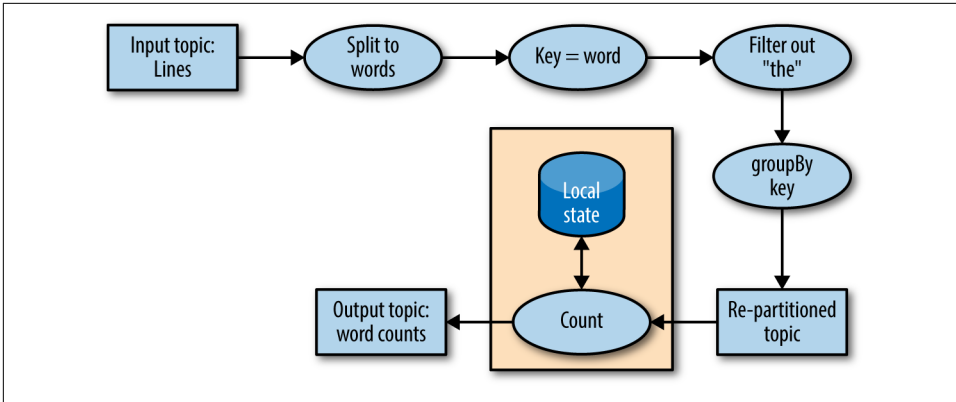 Input topic:
Lines
Split to
words
Key = word
Filter out
"the"
groupBy
key
Local
state
Output topic:
word counts
Count
Re-partitioned
topic